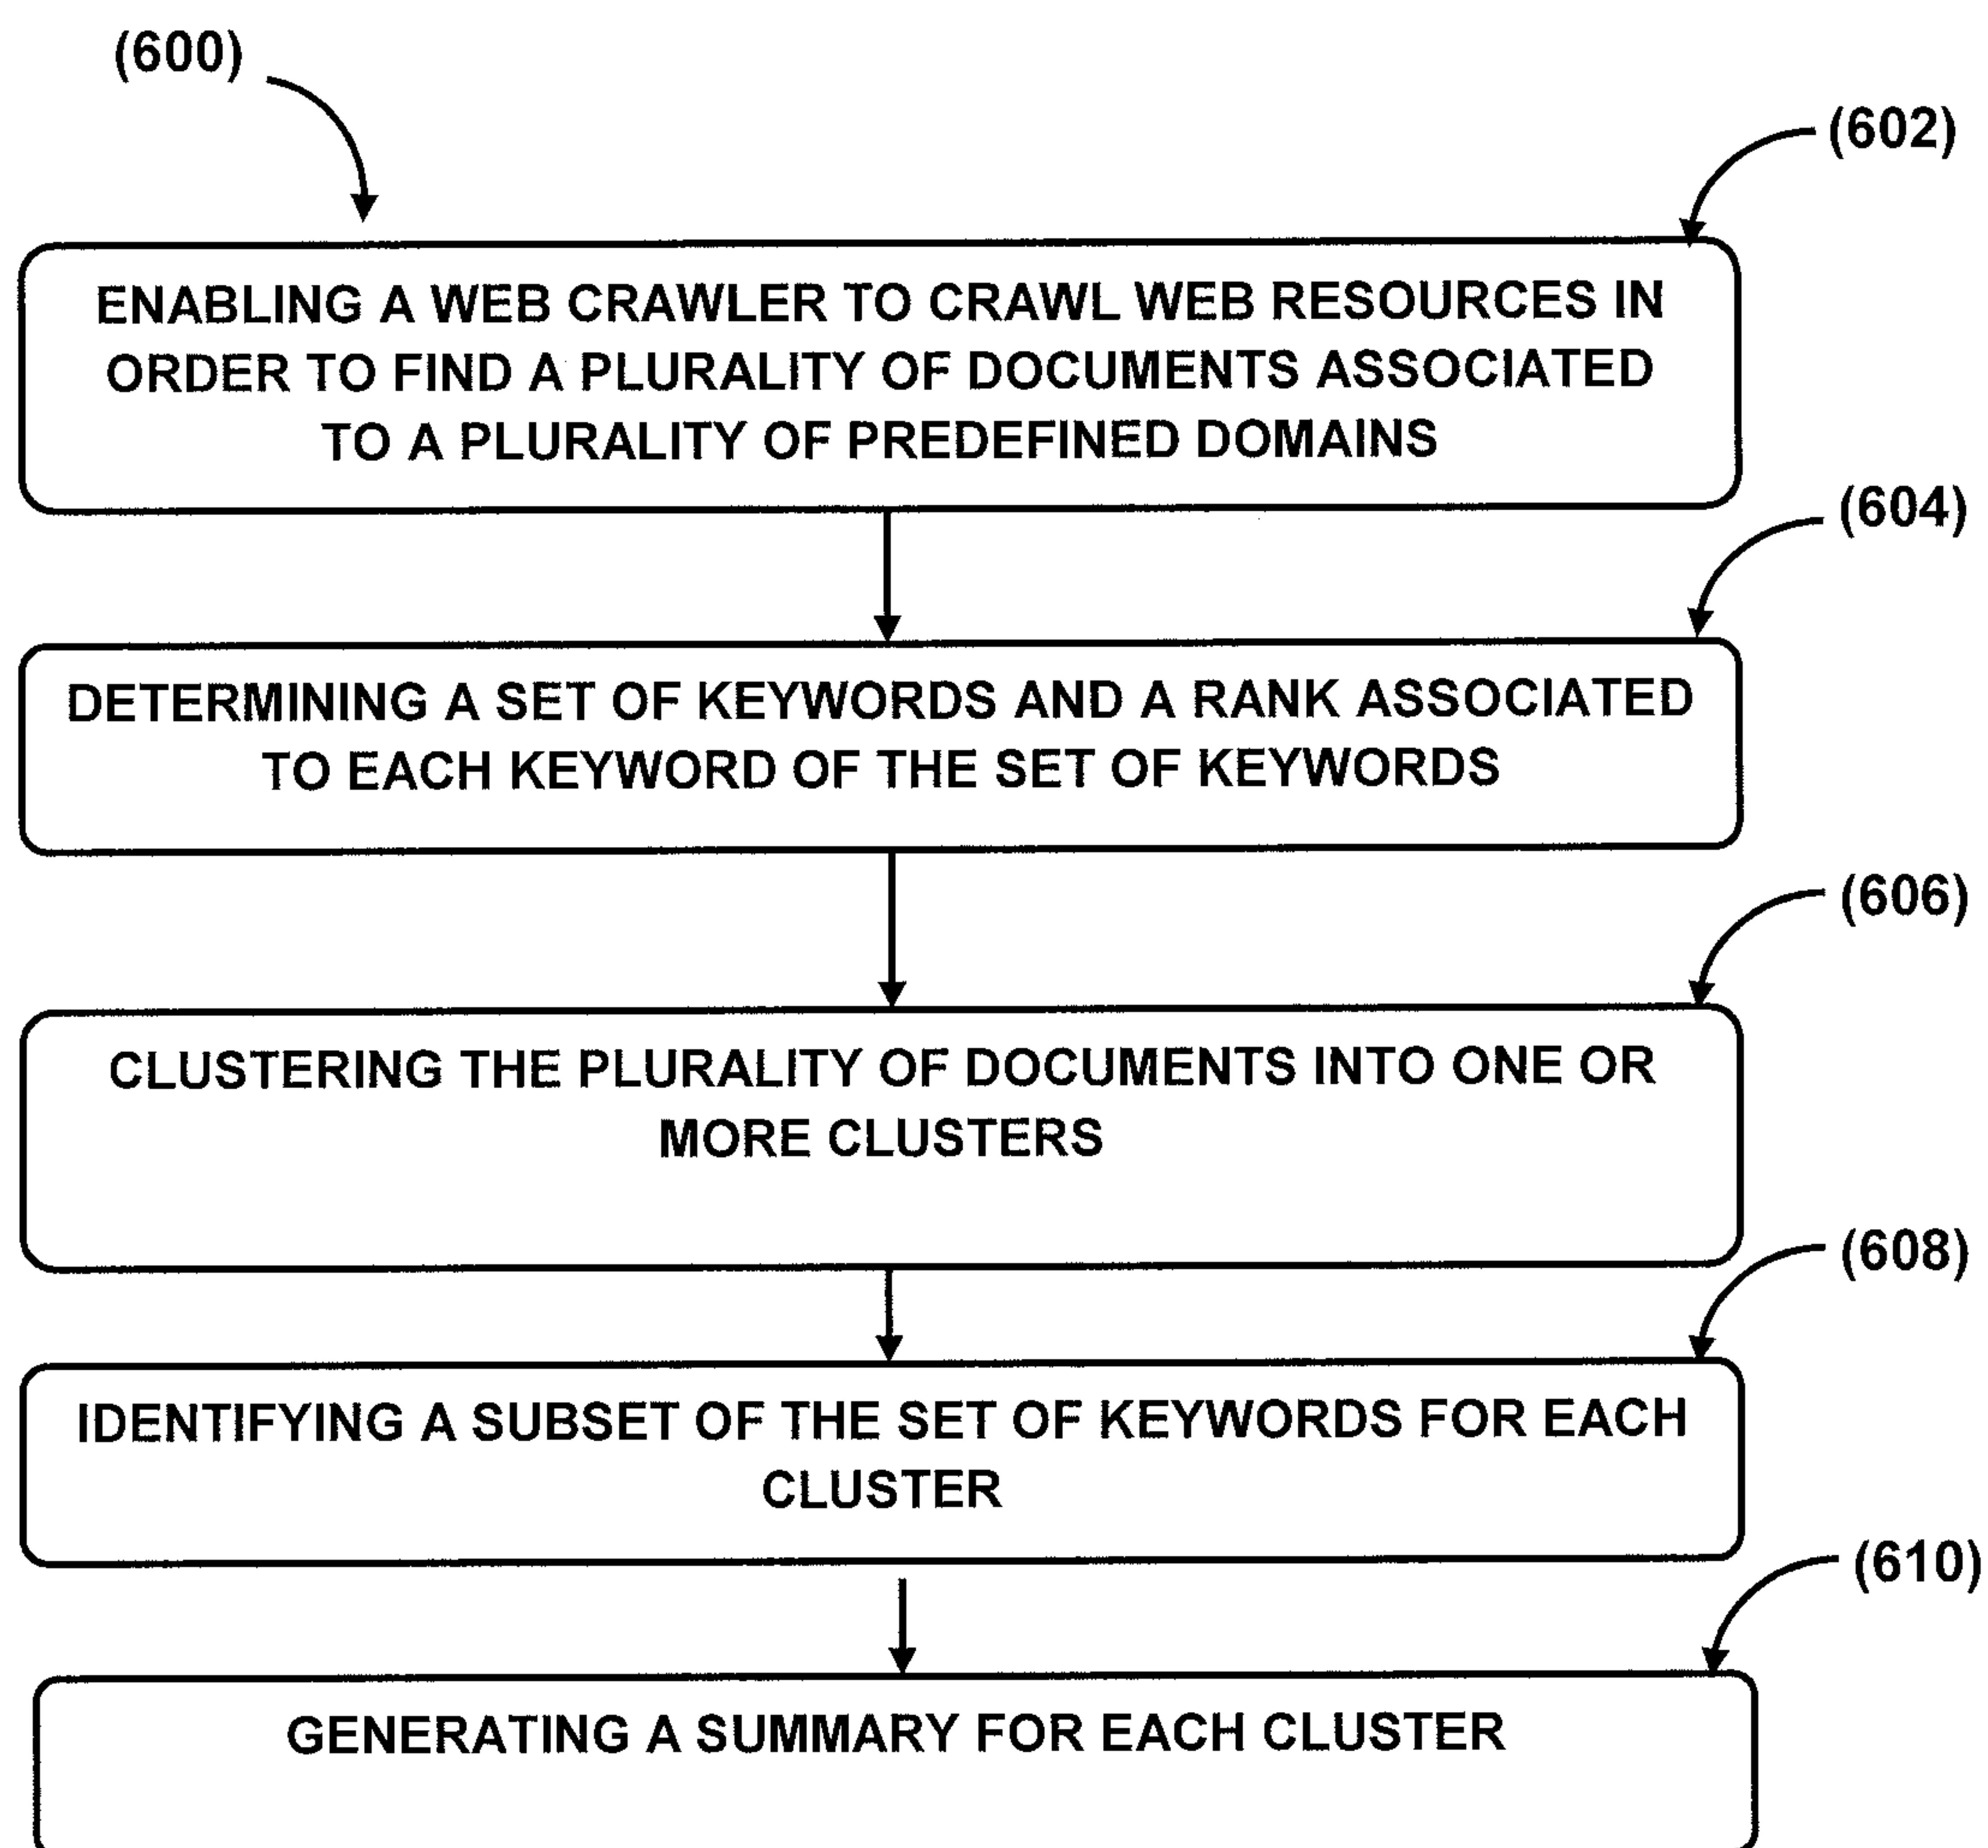 (600)
(602)
ENABLING A WEB CRAWLER TO CRAWL WEB RESOURCES IN
ORDER TO FIND A PLURALITY OF DOCUMENTS ASSOCIATED
TO A PLURALITY OF PREDEFINED DOMAINS
(604)
DETERMINING A SET OF KEYWORDS AND A RANK ASSOCIATED
TO EACH KEYWORD OF THE SET OF KEYWORDS
(606)
CLUSTERING THE PLURALITY OF DOCUMENTS INTO ONE OR
MORE CLUSTERS
(608)
IDENTIFYING A SUBSET OF THE SET OF KEYWORDS FOR EACH
CLUSTER
(610)
GENERATING A SUMMARY FOR EACH CLUSTER